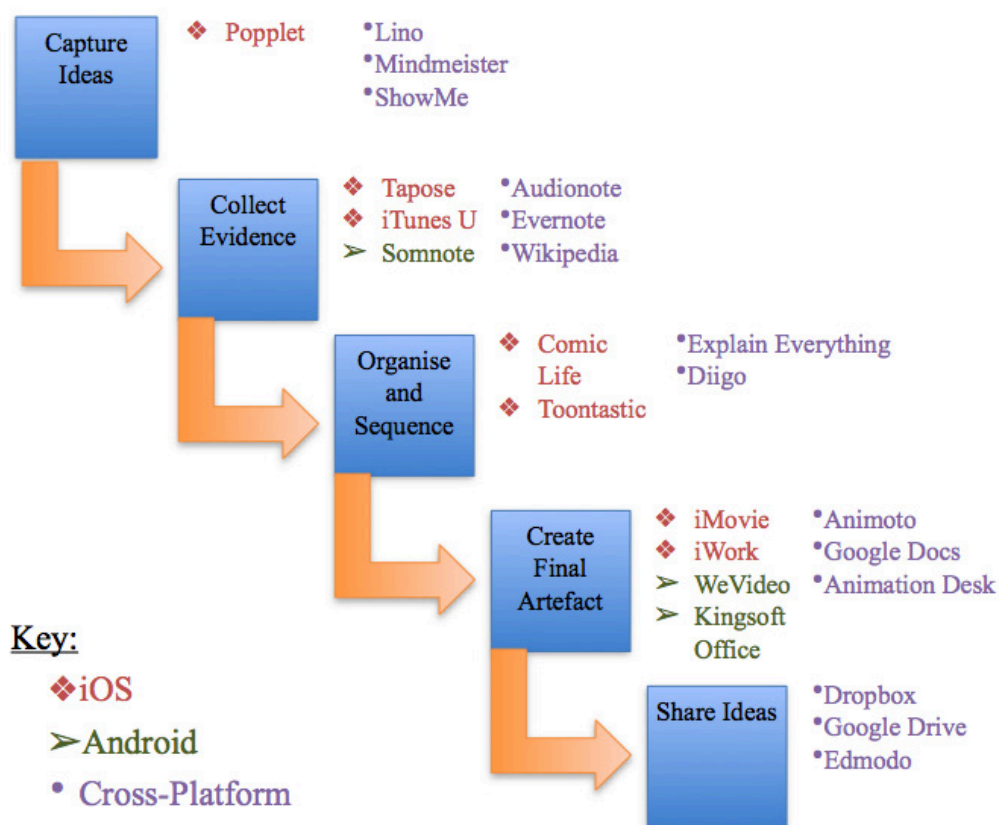 Capture
Ideas
❖ Popplet
•Lino
•Mindmeister
•ShowMe
Collect
Evidence
❖ Tapose
❖ iTunes U
➢ Somnote
•Audionote
•Evernote
•Wikipedia
Organise
and
Sequence
❖ Comic
Life
❖ Toontastic
•Explain Everything
•Diigo
Create
Final
Artefact
❖ iMovie
❖ iWork
➢ WeVideo
➢ Kingsoft
Office
•Animoto
•Google Docs
•Animation Desk
Share Ideas
•Dropbox
•Google Drive
•Edmodo
Key:
❖iOS
➢Android
• Cross-Platform